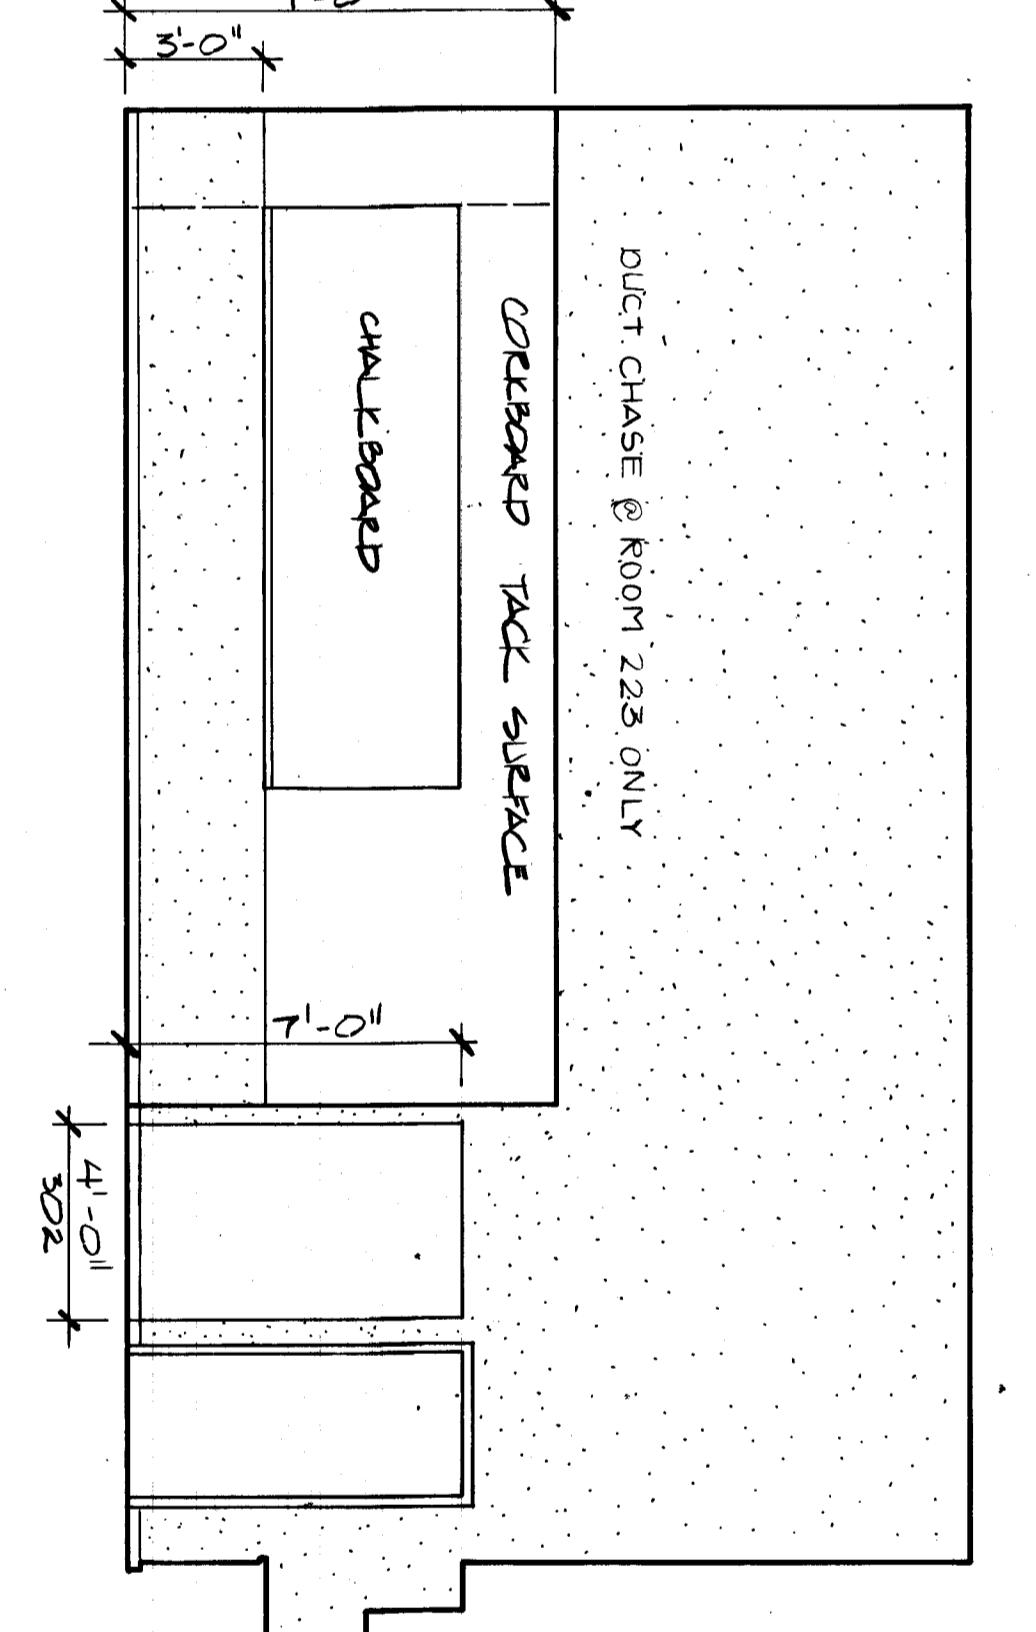 3'-0"
DUCT CHASE @ ROOM 223 ONLY
CORKBOARD TACK SURFACE
CHALKBOARD
7'-0"
4'-0"
302